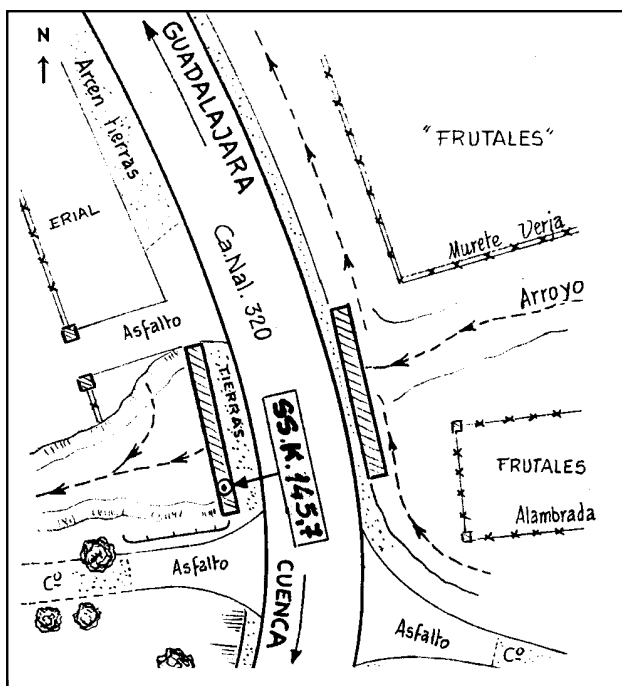 N
GUADALAJARA
Arcen tierras
"FRUTALES"
ERIAL
Murete Verja
Ca.Nal. 320
Arroyo
Asfalto
TIERRAS
SS.K.145,7
FRUTALES
Alambrada
Cº
Asfalto
CUENCA
Asfalto
Cº